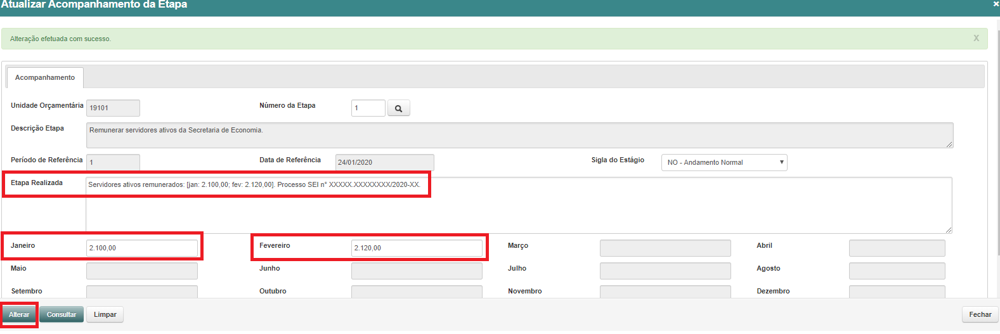 Atualizar Acompanhamento da Etapa ×
Alteração efetuada com sucesso. X
Acompanhamento
Unidade Orçamentária 19101 Número da Etapa 1
Descrição Etapa Remunerar servidores ativos da Secretaria de Economia.
Período de Referência 1 Data de Referência 24/01/2020 Sigla do Estágio NO - Andamento Normal
Etapa Realizada Servidores ativos remunerados: [jan: 2.100,00; fev: 2.120,00]. Processo SEI n° XXXXX.XXXXXXXX/2020-XX.
Janeiro 2.100,00 Fevereiro 2.120,00 Março Abril
Maio Junho Julho Agosto
Setembro Outubro Novembro Dezembro
Alterar Consultar Limpar Fechar